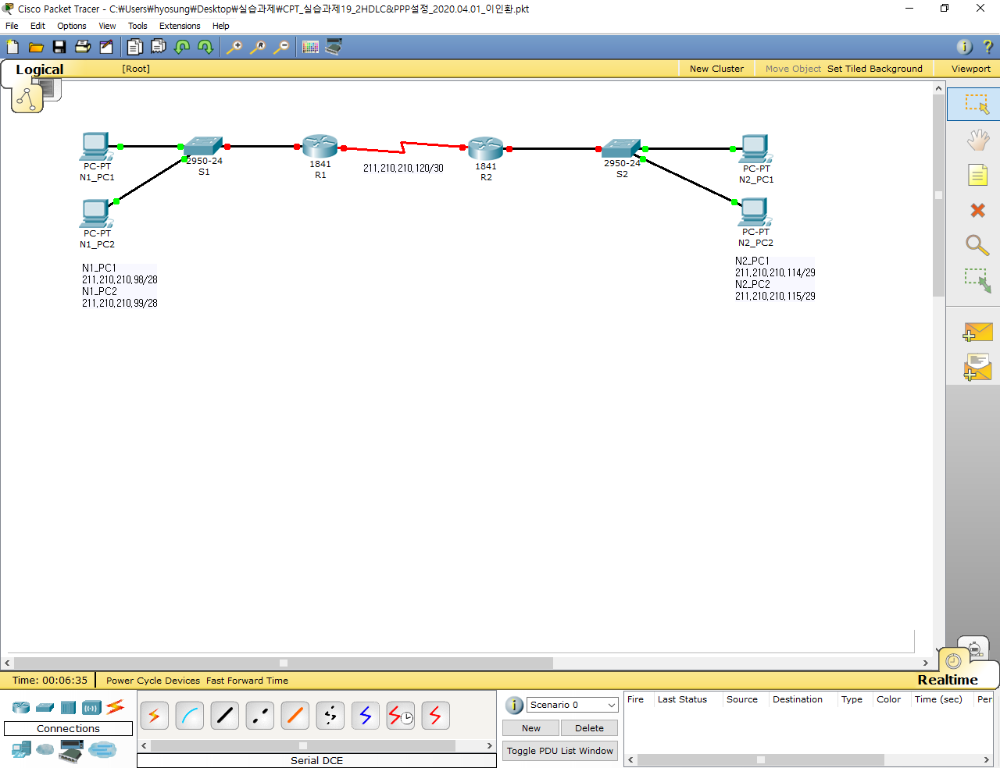 Cisco Packet Tracer - C:₩Users₩hyosung₩Desktop₩실습과제₩CPT_실습과제19_2HDLC&PPP설정_2020.04.01_이인환.pkt
File Edit Options View Tools Extensions Help
Logical [Root] New Cluster Move Object Set Tiled Background Viewport
PC-PT
N1_PC1
2950-24
S1
1841
R1
211,210,210,120/30
1841
R2
2950-24
S2
PC-PT
N2_PC1
PC-PT
N1_PC2
PC-PT
N2_PC2
N1_PC1
211,210,210,98/28
N1_PC2
211,210,210,99/28
N2_PC1
211,210,210,114/29
N2_PC2
211,210,210,115/29
Time: 00:06:35 Power Cycle Devices Fast Forward Time Realtime
Connections
Serial DCE
Scenario 0
New Delete
Toggle PDU List Window
Fire Last Status Source Destination Type Color Time (sec) Per